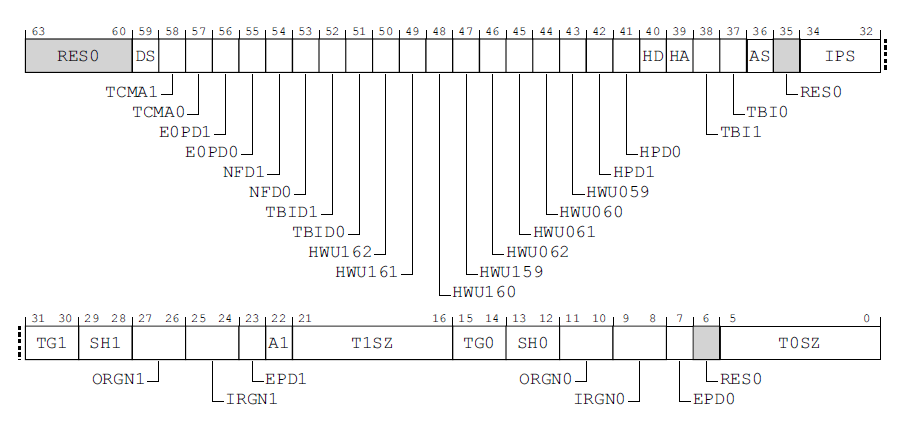 63 60 59 58 57 56 55 54 53 52 51 50 49 48 47 46 45 44 43 42 41 40 39 38 37 36 35 34 32
RES0 DS HD HA AS IPS
TCMA1 RES0
TCMA0 TBI0
E0PD1 TBI1
E0PD0 HPD0
NFD1 HPD1
NFD0 HWU059
TBID1 HWU060
TBID0 HWU061
HWU162 HWU062
HWU161 HWU159
HWU160
31 30 29 28 27 26 25 24 23 22 21 16 15 14 13 12 11 10 9 8 7 6 5 0
TG1 SH1 A1 T1SZ TG0 SH0 T0SZ
ORGN1 EPD1 ORGN0 RES0
IRGN1 IRGN0 EPD0